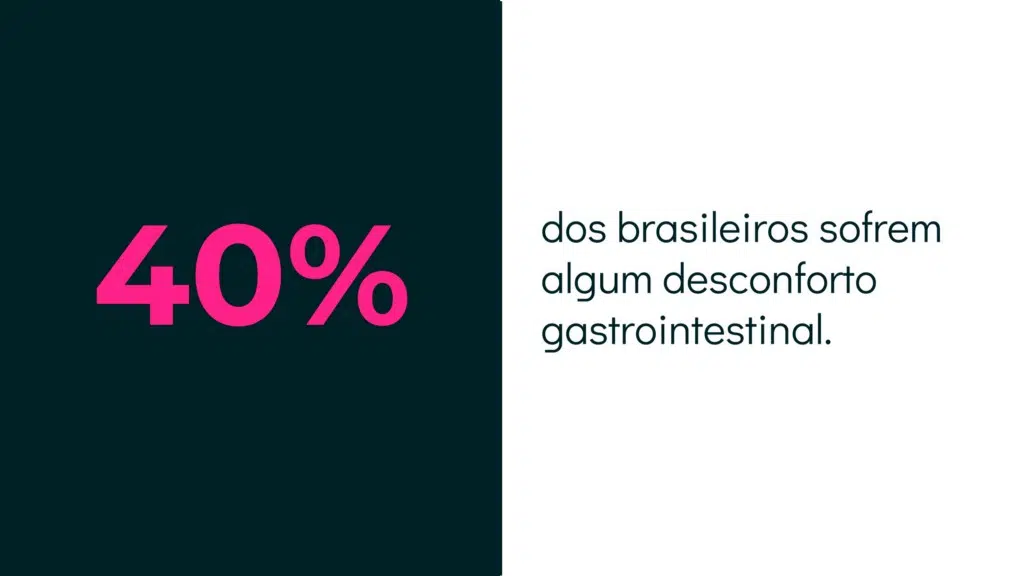 40%
dos brasileiros sofrem
algum desconforto
gastrointestinal.